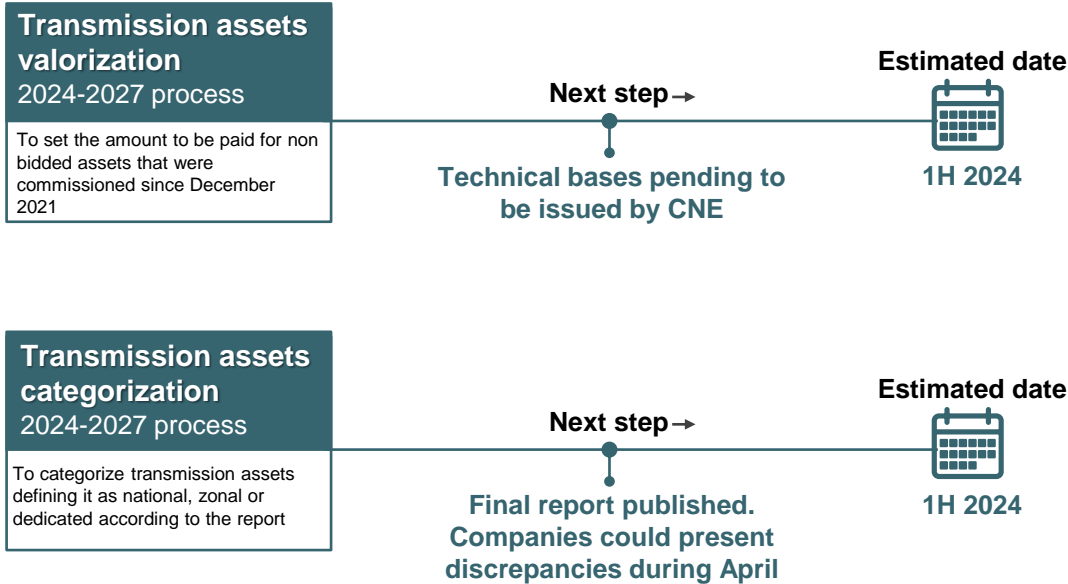 Transmission assets
valorization
2024-2027 process
To set the amount to be paid for non
bidded assets that were
commissioned since December
2021
Next step→
Technical bases pending to
be issued by CNE
Estimated date
1H 2024
Transmission assets
categorization
2024-2027 process
To categorize transmission assets
defining it as national, zonal or
dedicated according to the report
Next step→
Final report published.
Companies could present
discrepancies during April
Estimated date
1H 2024